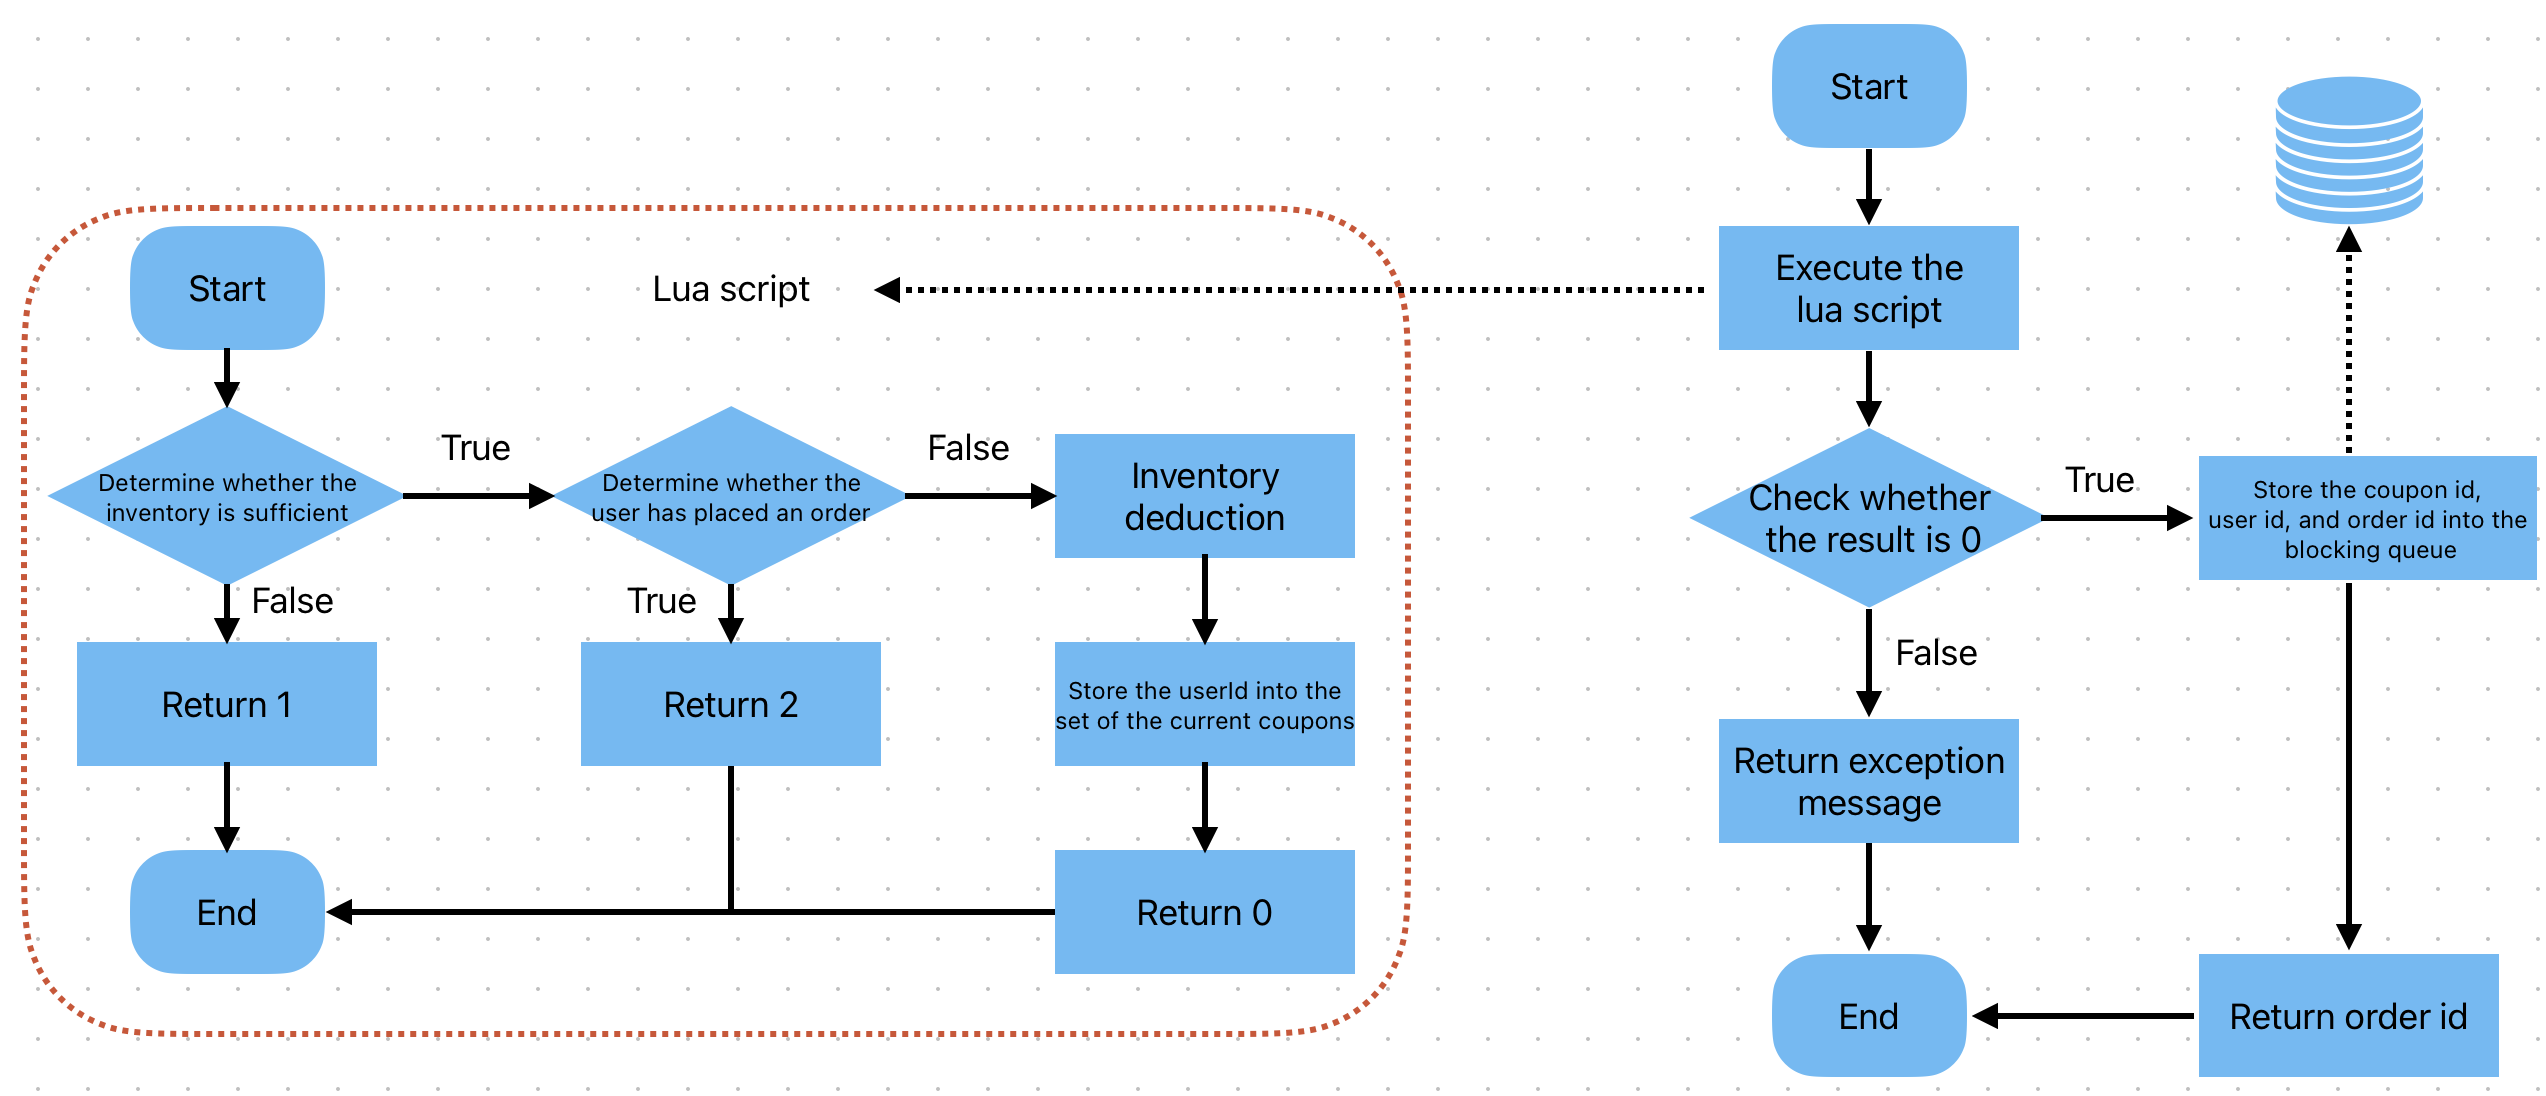 Start
Lua script
Determine whether the
inventory is sufficient
True
Determine whether the
user has placed an order
False
Inventory
deduction
False
True
Return 1
Return 2
Store the userId into the
set of the current coupons
End
Return 0
Start
Execute the
lua script
Check whether
the result is 0
True
Store the coupon id,
user id, and order id into the
blocking queue
False
Return exception
message
End
Return order id